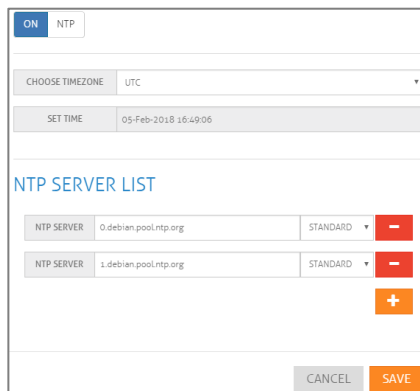 ON NTP
CHOOSE TIMEZONE UTC
SET TIME 05-Feb-2018 16:49:06
NTP SERVER LIST
NTP SERVER 0.debian.pool.ntp.org STANDARD
NTP SERVER 1.debian.pool.ntp.org STANDARD
CANCEL SAVE